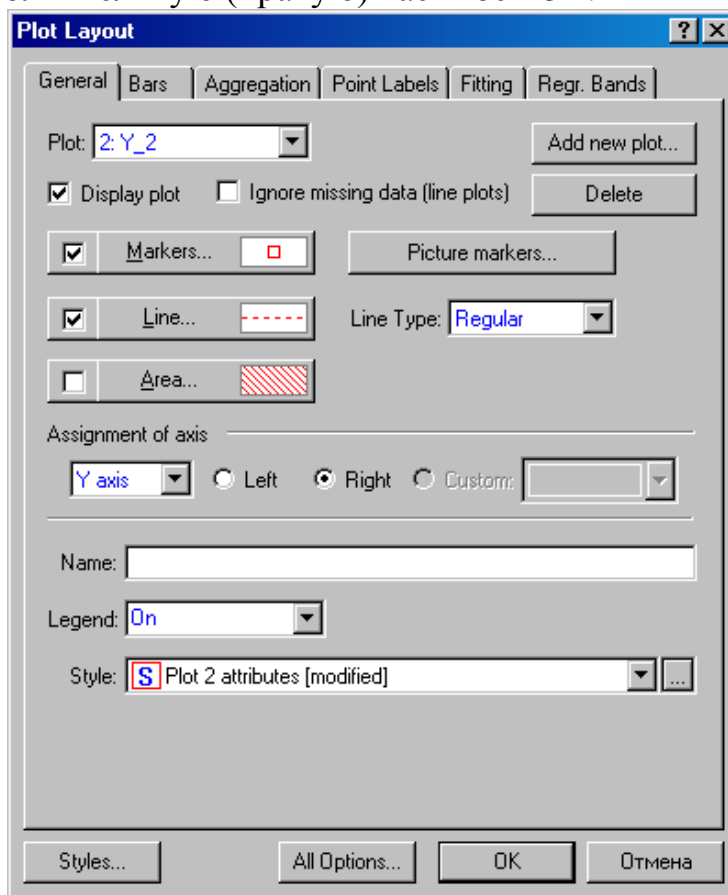 Plot Layout
General Bars Aggregation Point Labels Fitting Regr. Bands
Plot: 2: Y_2 Add new plot...
Display plot Ignore missing data (line plots) Delete
Markers... Picture markers...
Line... Line Type: Regular
Area...
Assignment of axis
Y axis Left Right Custom:
Name:
Legend: On
Style: S Plot 2 attributes [modified] ...
Styles... All Options... OK Отмена